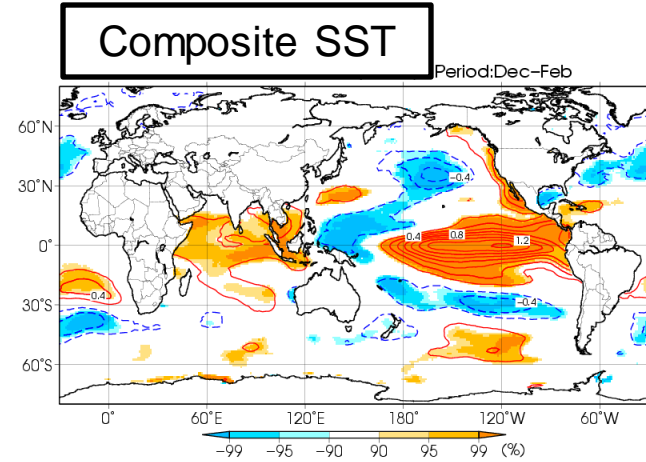 Composite SST
Period:Dec-Feb
60°N
30°N
0°
30°S
60°S
-0.4
0.4
0.8
1.2
0.4
-0.4
0°
60°E
120°E
180°
120°W
60°W
-99 -95 -90 90 95 99 (%)